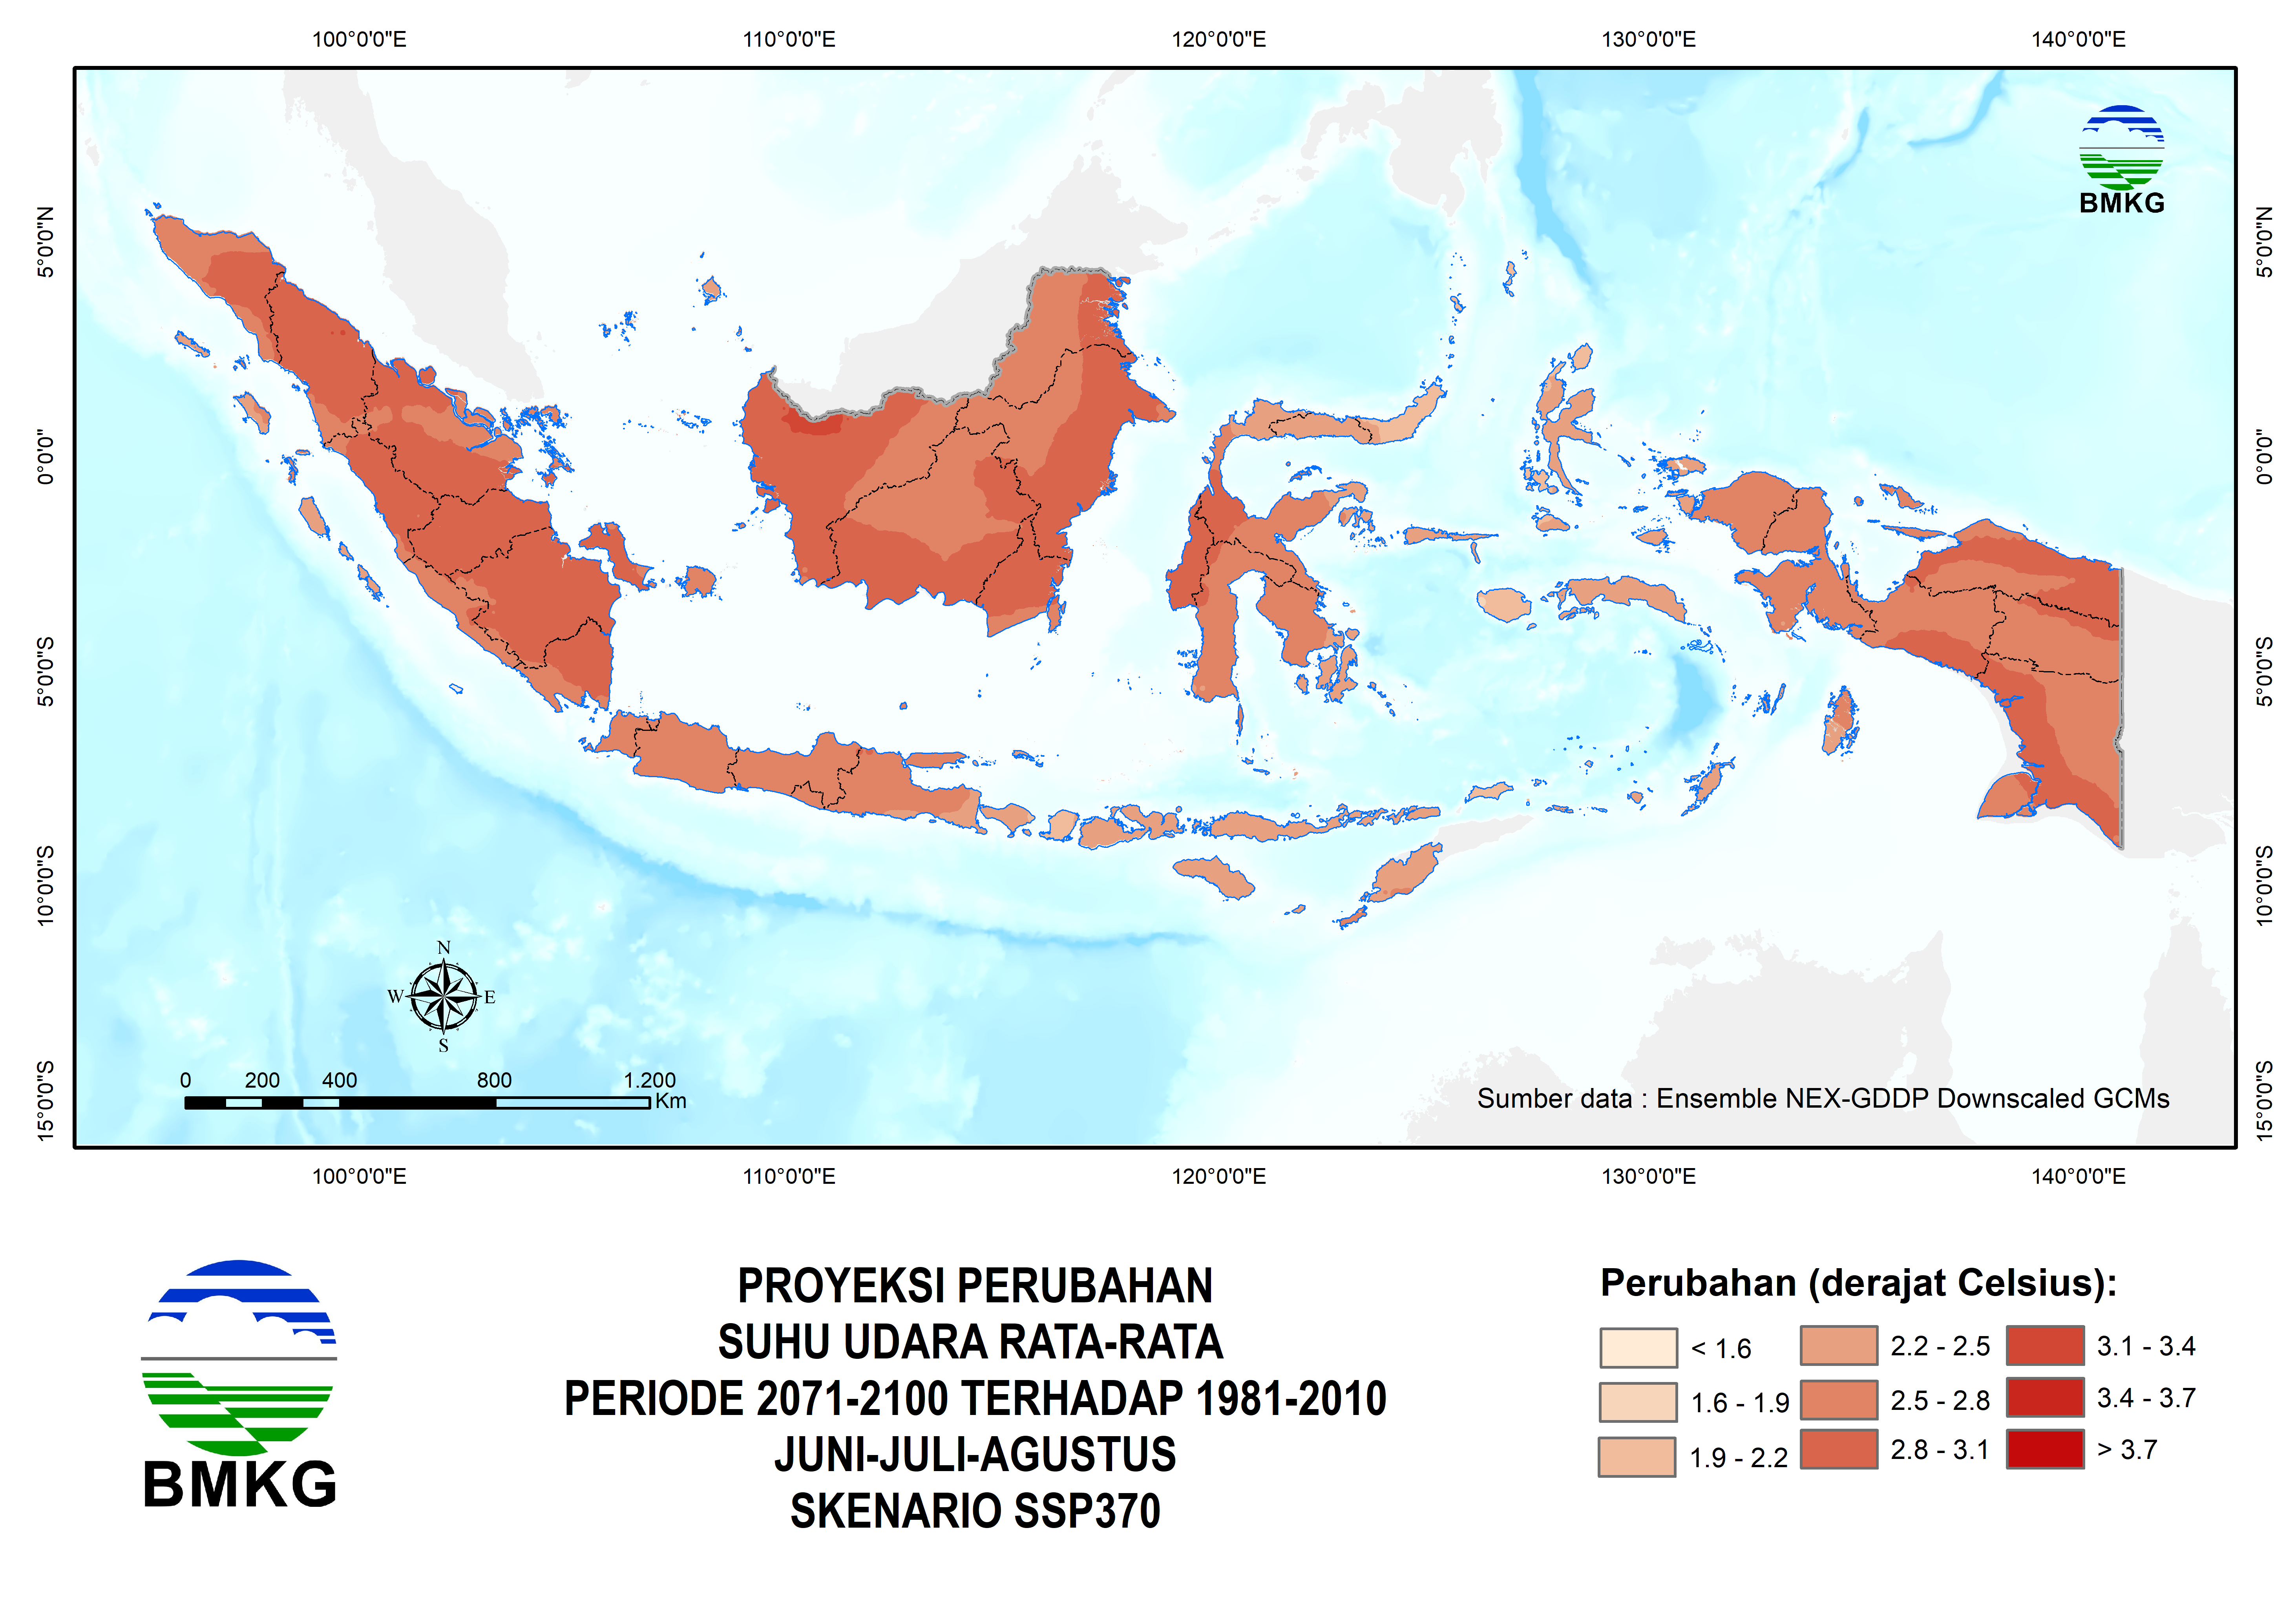 100°0'0"E 110°0'0"E 120°0'0"E 130°0'0"E 140°0'0"E
BMKG
5°0'0"N 5°0'0"N
0°0'0" 0°0'0"
5°0'0"S 5°0'0"S
10°0'0"S 10°0'0"S
15°0'0"S 15°0'0"S
N
W E
S
0 200 400 800 1.200
Km
Sumber data : Ensemble NEX-GDDP Downscaled GCMs
100°0'0"E 110°0'0"E 120°0'0"E 130°0'0"E 140°0'0"E
BMKG
PROYEKSI PERUBAHAN
SUHU UDARA RATA-RATA
PERIODE 2071-2100 TERHADAP 1981-2010
JUNI-JULI-AGUSTUS
SKENARIO SSP370
Perubahan (derajat Celsius):
< 1.6 2.2 - 2.5 3.1 - 3.4
1.6 - 1.9 2.5 - 2.8 3.4 - 3.7
1.9 - 2.2 2.8 - 3.1 > 3.7